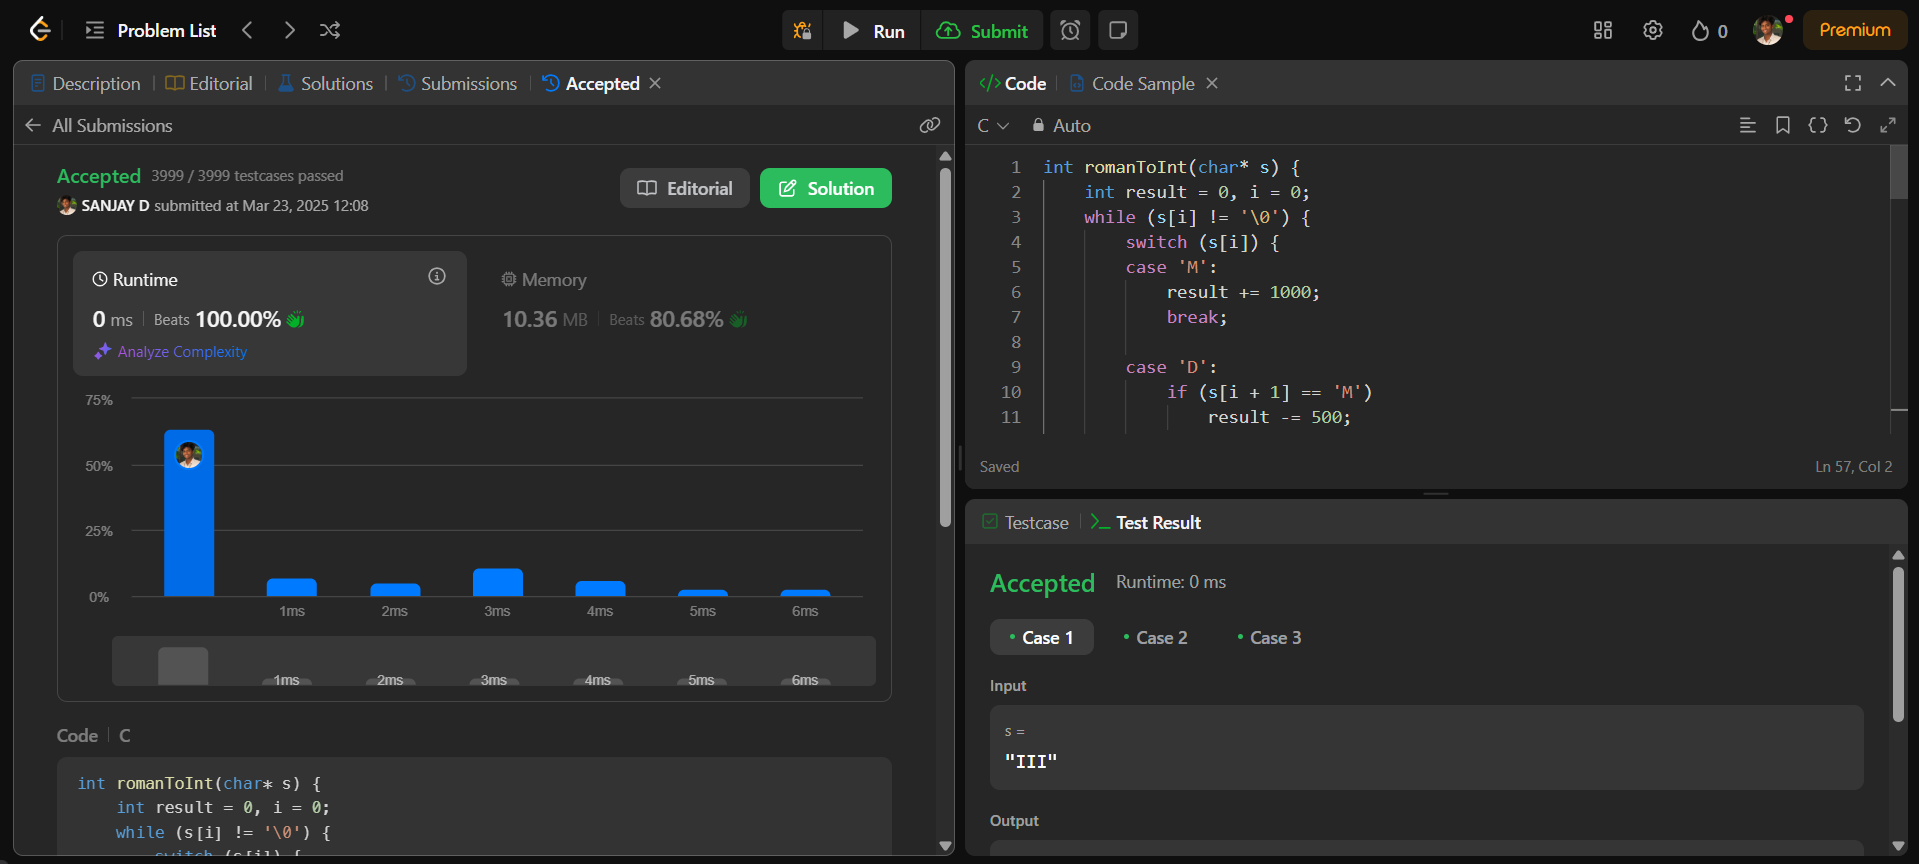 Problem List
Run
Submit
0
Premium
Description
Editorial
Solutions
Submissions
Accepted
All Submissions
Accepted 3999 / 3999 testcases passed
SANJAY D submitted at Mar 23, 2025 12:08
Editorial
Solution
Runtime
0 ms Beats 100.00%
Analyze Complexity
Memory
10.36 MB Beats 80.68%
75%
50%
25%
0%
1ms 2ms 3ms 4ms 5ms 6ms
1ms 2ms 3ms 4ms 5ms 6ms
Code C
int romanToInt(char* s) {
    int result = 0, i = 0;
    while (s[i] != '\0') {
        switch (s[i]) {
</> Code
Code Sample
C
Auto
1 int romanToInt(char* s) {
2     int result = 0, i = 0;
3     while (s[i] != '\0') {
4         switch (s[i]) {
5         case 'M':
6             result += 1000;
7             break;
8
9         case 'D':
10             if (s[i + 1] == 'M')
11                 result -= 500;
Saved
Ln 57, Col 2
Testcase
Test Result
Accepted Runtime: 0 ms
Case 1
Case 2
Case 3
Input
s =
"III"
Output